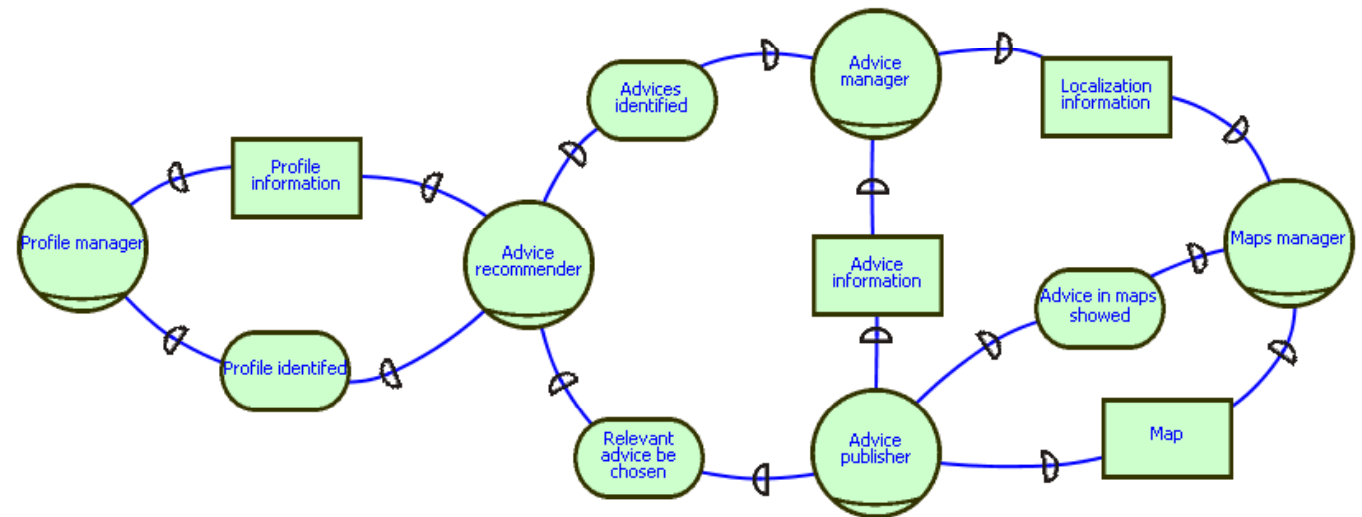 Advice
manager
Localization
information
Advices
identified
Profile
information
Profile manager
Advice
recommender
Maps manager
Advice
information
Advice in maps
showed
Profile identifed
Relevant
advice be
chosen
Advice
publisher
Map